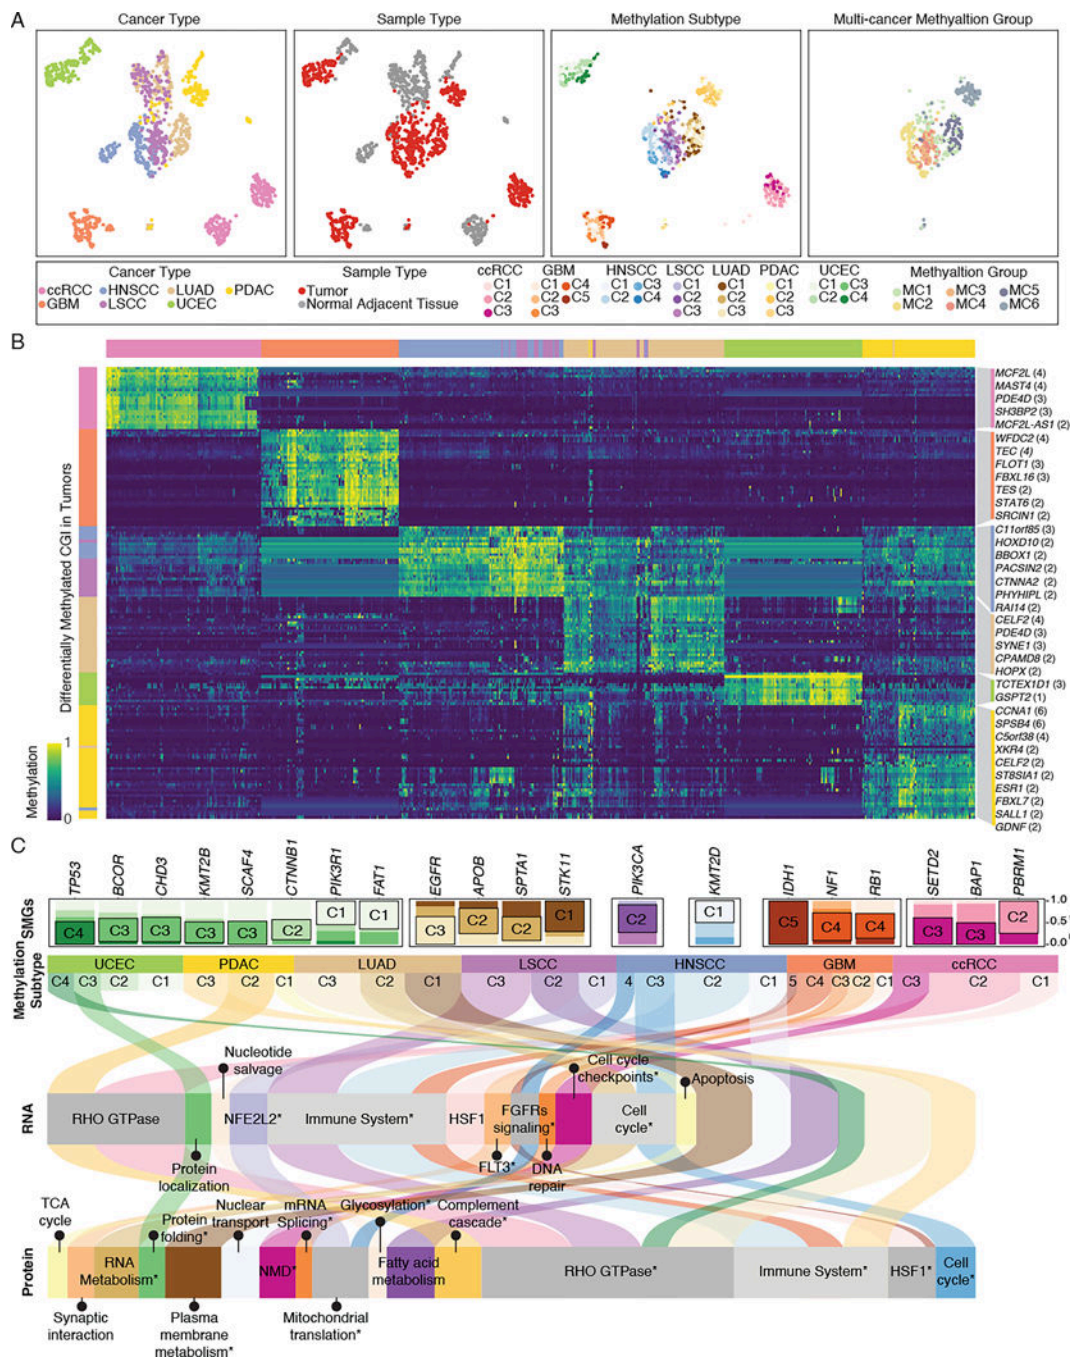 A
Cancer Type
Sample Type
Methylation Subtype
Multi-cancer Methyaltion Group
Cancer Type
ccRCC HNSCC LUAD PDAC
GBM LSCC UCEC
Sample Type
Tumor
Normal Adjacent Tissue
ccRCC GBM HNSCC LSCC LUAD PDAC UCEC
C1 C1 C4 C1 C3 C1 C1 C1 C1 C3
C2 C2 C5 C2 C4 C2 C2 C2 C2 C4
C3 C3 C3 C3 C3
Methyaltion Group
MC1 MC3 MC5
MC2 MC4 MC6
B
Differentially Methylated CGI in Tumors
Methylation
1
0
MCF2L (4)
MAST4 (4)
PDE4D (3)
SH3BP2 (3)
MCF2L-AS1 (2)
WFDC2 (4)
TEC (4)
FLOT1 (3)
FBXL16 (3)
TES (2)
STAT6 (2)
SRCIN1 (2)
C11orf85 (3)
HOXD10 (2)
BBOX1 (2)
PACSIN2 (2)
CTNNA2 (2)
PHYHIPL (2)
RAI14 (2)
CELF2 (4)
PDE4D (3)
SYNE1 (3)
CPAMD8 (2)
HOPX (2)
TCTEX1D1 (3)
GSPT2 (1)
CCNA1 (6)
SPSB4 (6)
C5orf38 (4)
XKR4 (2)
CELF2 (2)
ST8SIA1 (2)
ESR1 (2)
FBXL7 (2)
SALL1 (2)
GDNF (2)
C
TP53 BCOR CHD3 KMT2B SCAF4 CTNNB1 PIK3R1 FAT1 EGFR APOB SPTA1 STK11 PIK3CA KMT2D IDH1 NF1 RB1 SETD2 BAP1 PBRM1
SMGs
C4 C3 C3 C3 C3 C2 C1 C1 C3 C2 C2 C1 C2 C1 C5 C4 C4 C3 C3 C2
1.0
0.0
Methylation
Subtype
UCEC PDAC LUAD LSCC HNSCC GBM ccRCC
C4 C3 C2 C1 C3 C2 C1 C3 C2 C1 C3 C2 C1 4 C3 C2 C1 5 C4 C3 C2 C1 C3 C2 C1
Nucleotide
salvage
Cell cycle
checkpoints*
Apoptosis
RNA
RHO GTPase
NFE2L2*
Immune System*
HSF1
FGFRs
signaling*
Cell
cycle*
Protein
localization
FLT3*
DNA
repair
TCA
cycle
Protein
folding*
Nuclear
transport
mRNA
Splicing*
Glycosylation*
Complement
cascade*
Protein
RNA
Metabolism*
NMD*
Fatty acid
metabolism
RHO GTPase*
Immune System*
HSF1*
Cell
cycle*
Synaptic
interaction
Plasma
membrane
metabolism*
Mitochondrial
translation*